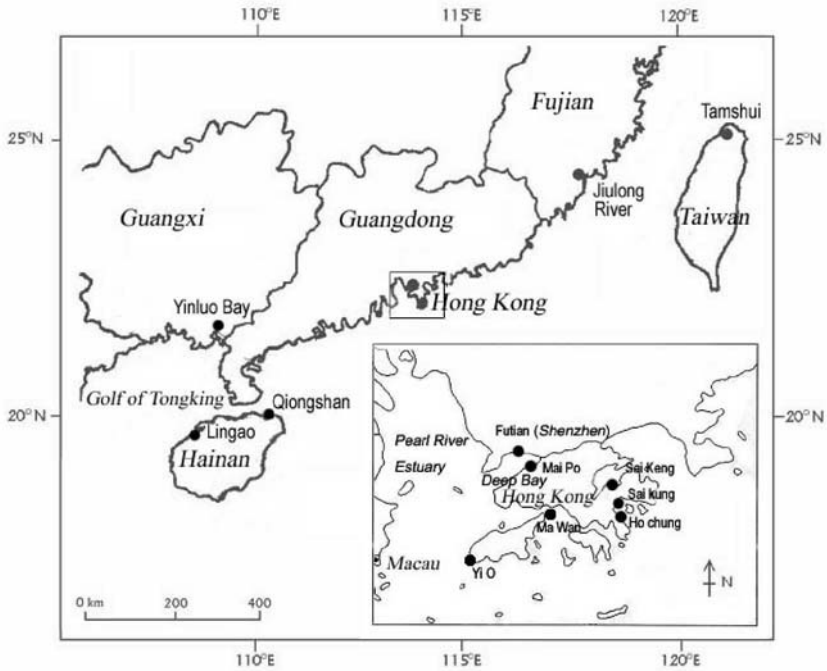 110°E
115°E
120°E
Fujian
Tamshui
25°N
25°N
Jiulong
River
Guangxi
Guangdong
Taiwan
Yinluo Bay
Hong Kong
Golf of Tongking
Qiongshan
20°N
20°N
Lingao
Hainan
Futian (Shenzhen)
Pearl River
Estuary
Mai Po
Sei Keng
Deep Bay
Hong Kong
Sai kung
Ma Wan
Ho chung
Macau
Yi O
N
0 km
200
400
110°E
115°E
120°E